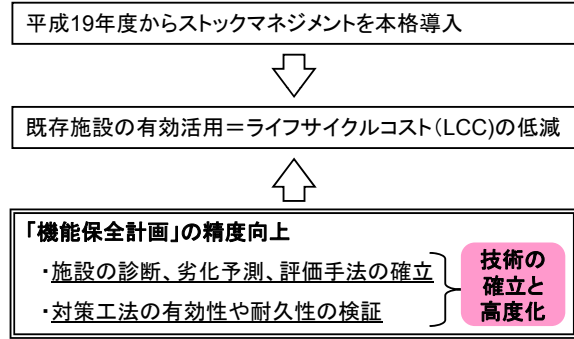 平成19年度からストックマネジメントを本格導入
既存施設の有効活用＝ライフサイクルコスト（LCC)の低減
「機能保全計画」の精度向上
・施設の診断、劣化予測、評価手法の確立
・対策工法の有効性や耐久性の検証
技術の
確立と
高度化